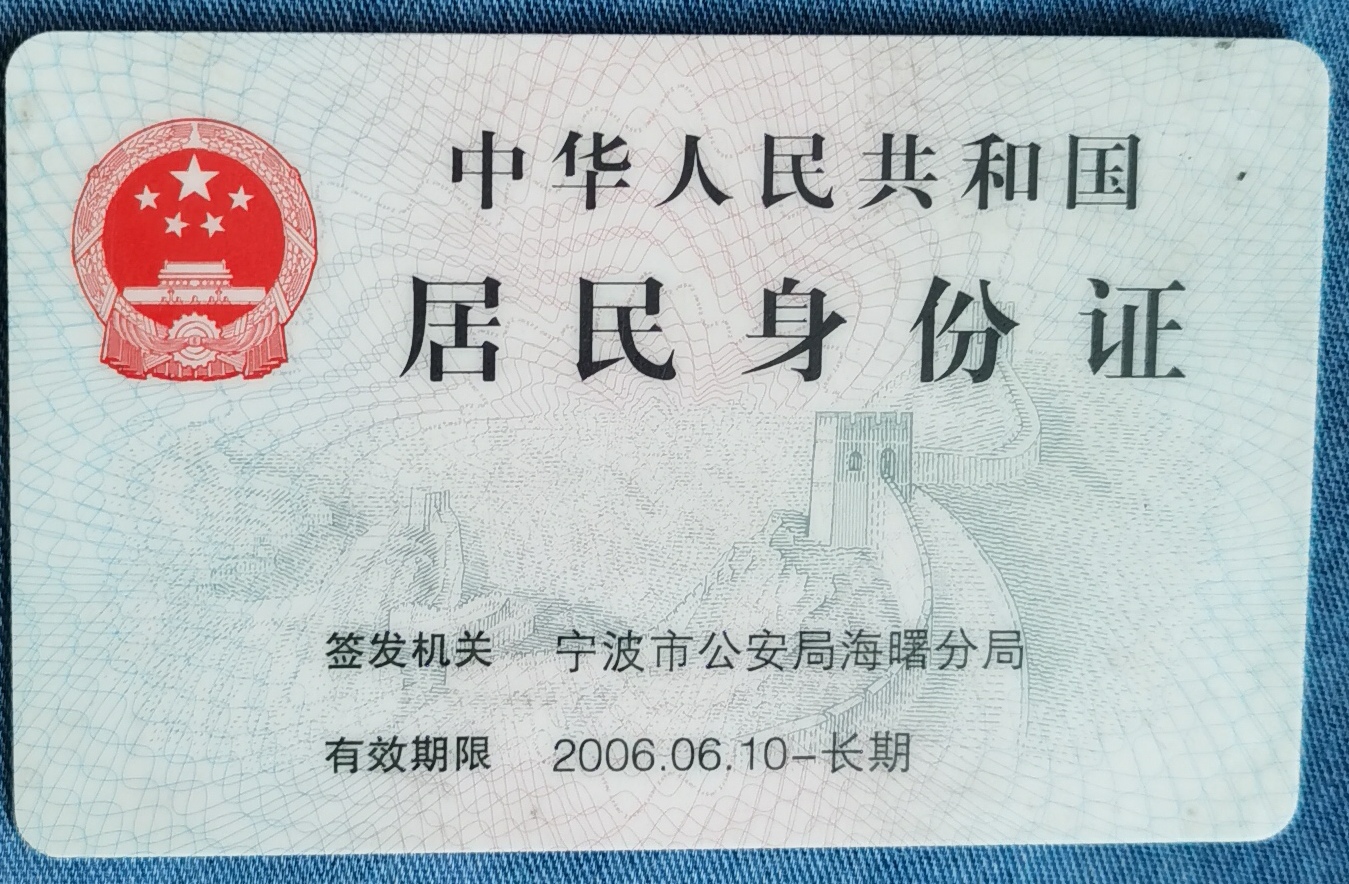 中华人民共和国
居民身份证
签发机关 宁波市公安局海曙分局
有效期限 2006.06.10-长期